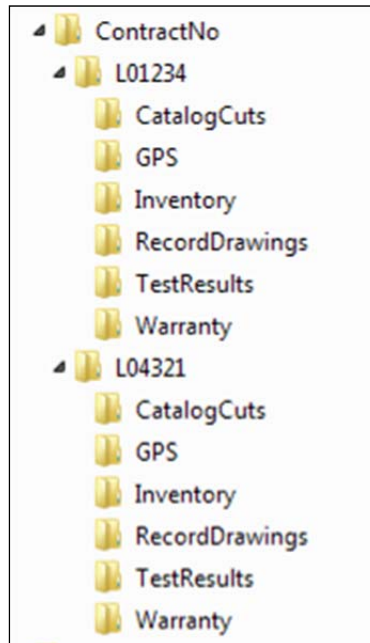 ContractNo
L01234
CatalogCuts
GPS
Inventory
RecordDrawings
TestResults
Warranty
L04321
CatalogCuts
GPS
Inventory
RecordDrawings
TestResults
Warranty